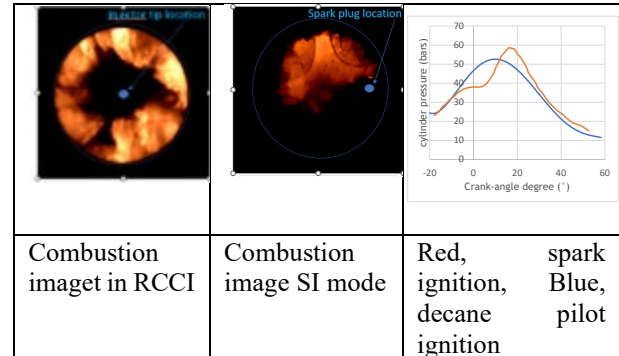 Injector tip location
Spark plug location
cylinder pressure (bars)
70
60
50
40
30
20
10
0
-20 0 20 40 60
Crank-angle degree (°)
Combustion
imaget in RCCI
Combustion
image SI mode
Red, spark
ignition, Blue,
decane pilot
ignition